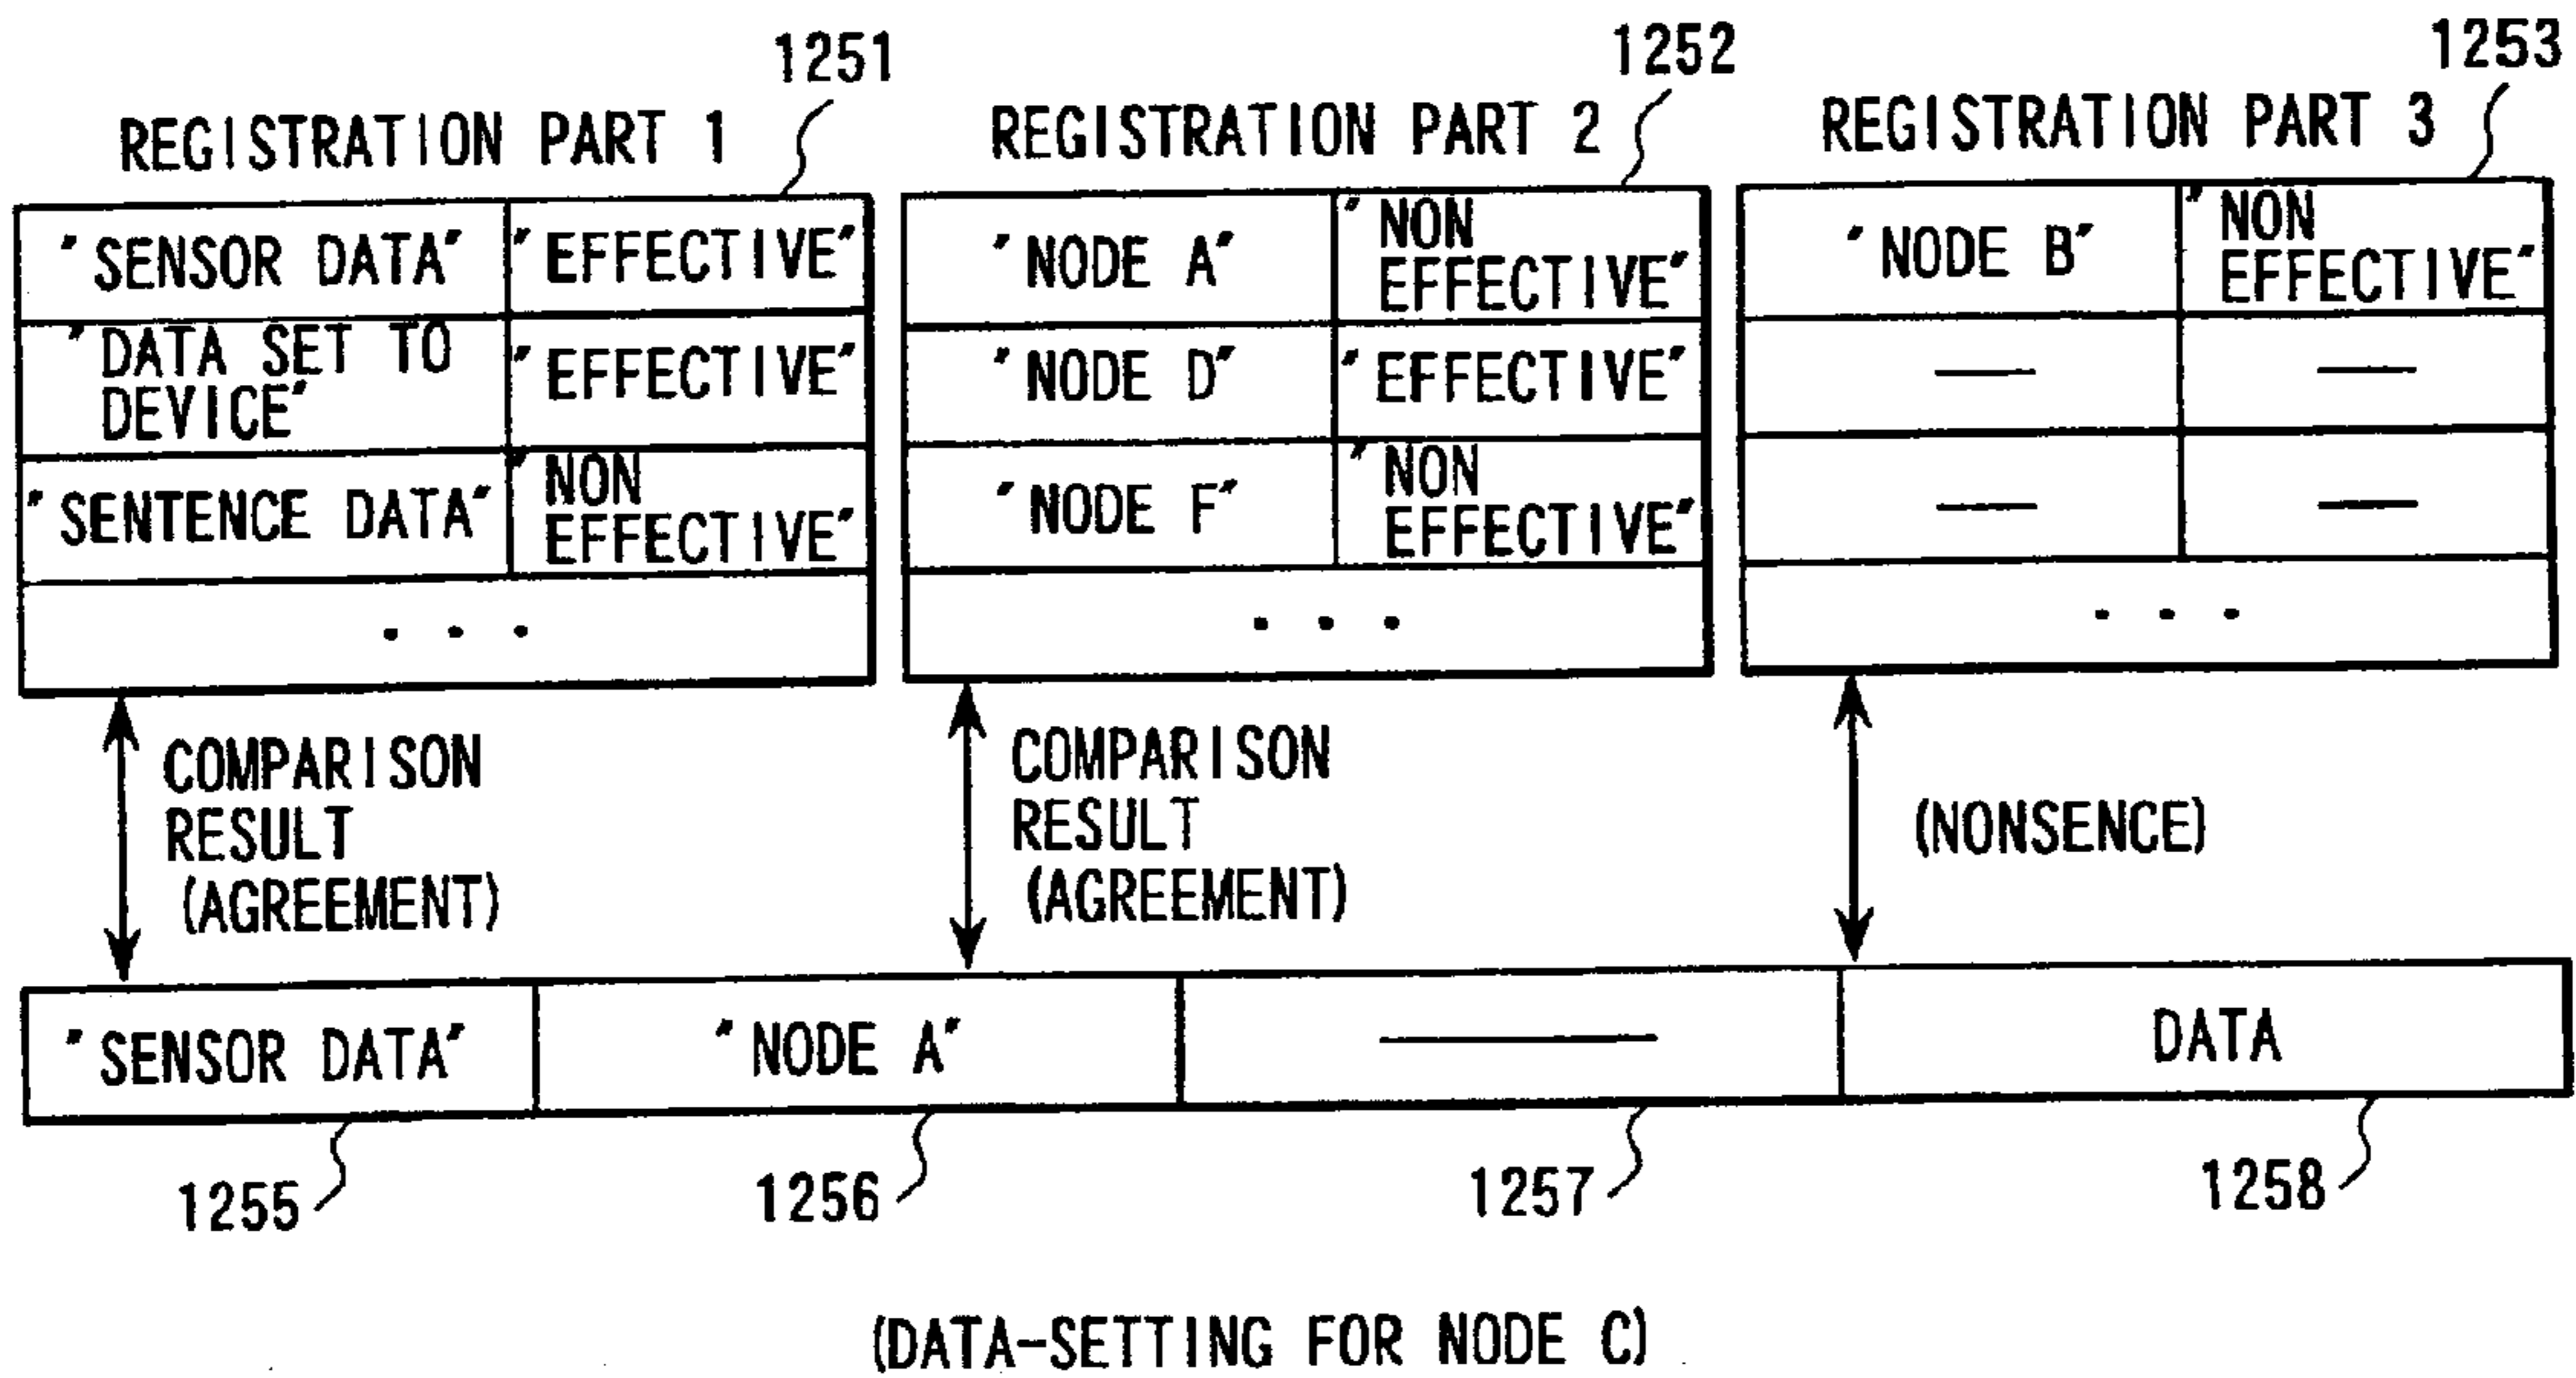 1251
1252
1253
REGISTRATION PART 1
REGISTRATION PART 2
REGISTRATION PART 3
"SENSOR DATA"
"EFFECTIVE"
"DATA SET TO
DEVICE"
"EFFECTIVE"
"SENTENCE DATA"
"NON
EFFECTIVE"
. . .
"NODE A"
"NON
EFFECTIVE"
"NODE D"
"EFFECTIVE"
"NODE F"
"NON
EFFECTIVE"
. . .
"NODE B"
"NON
EFFECTIVE"
—
—
—
—
. . .
COMPARISON
RESULT
(AGREEMENT)
COMPARISON
RESULT
(AGREEMENT)
(NONSENCE)
"SENSOR DATA"
"NODE A"
—
DATA
1255
1256
1257
1258
(DATA-SETTING FOR NODE C)